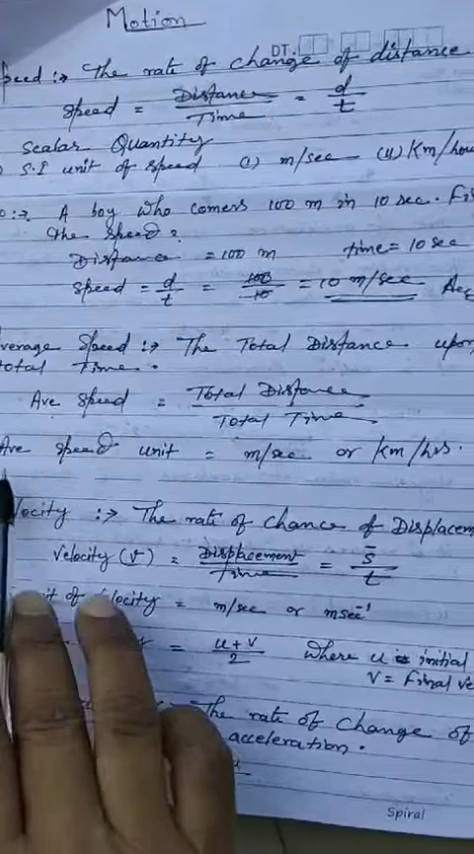 Motion
DT.
peed :→ The rate of change of distance
Speed = Distance / Time = d / t
Scalar Quantity
S.I unit of speed (i) m/sec (ii) Km/hou
:→ A boy who comers 100 m in 10 sec. Fi
the speed?
Distance = 100 m time = 10 sec
Speed = d / t = 100 / 10 = 10 m/sec
verage Speed :→ The Total Distance upon
total Time.
Ave Speed = Total Distance / Total Time
Ave speed unit = m/sec or Km/hrs.
locity :→ The rate of chance of Displacem
Velocity (v) = Displacement / Time = s̄ / t
it of velocity = m/sec or msec⁻¹
= u+v / 2 Where u is initial
v = Final ve
The rate of change of
acceleration.
Spiral